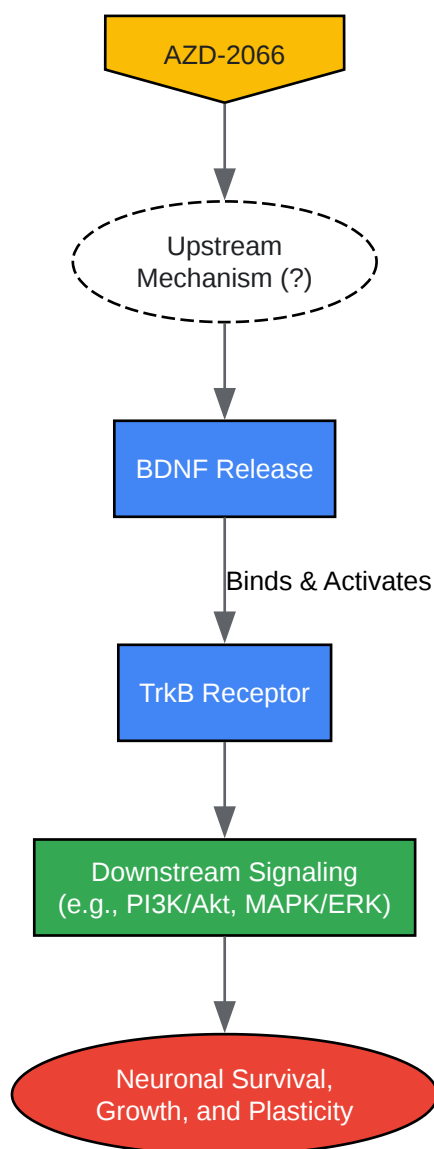 AZD-2066
Upstream
Mechanism (?)
BDNF Release
Binds & Activates
TrkB Receptor
Downstream Signaling
(e.g., PI3K/Akt, MAPK/ERK)
Neuronal Survival,
Growth, and Plasticity